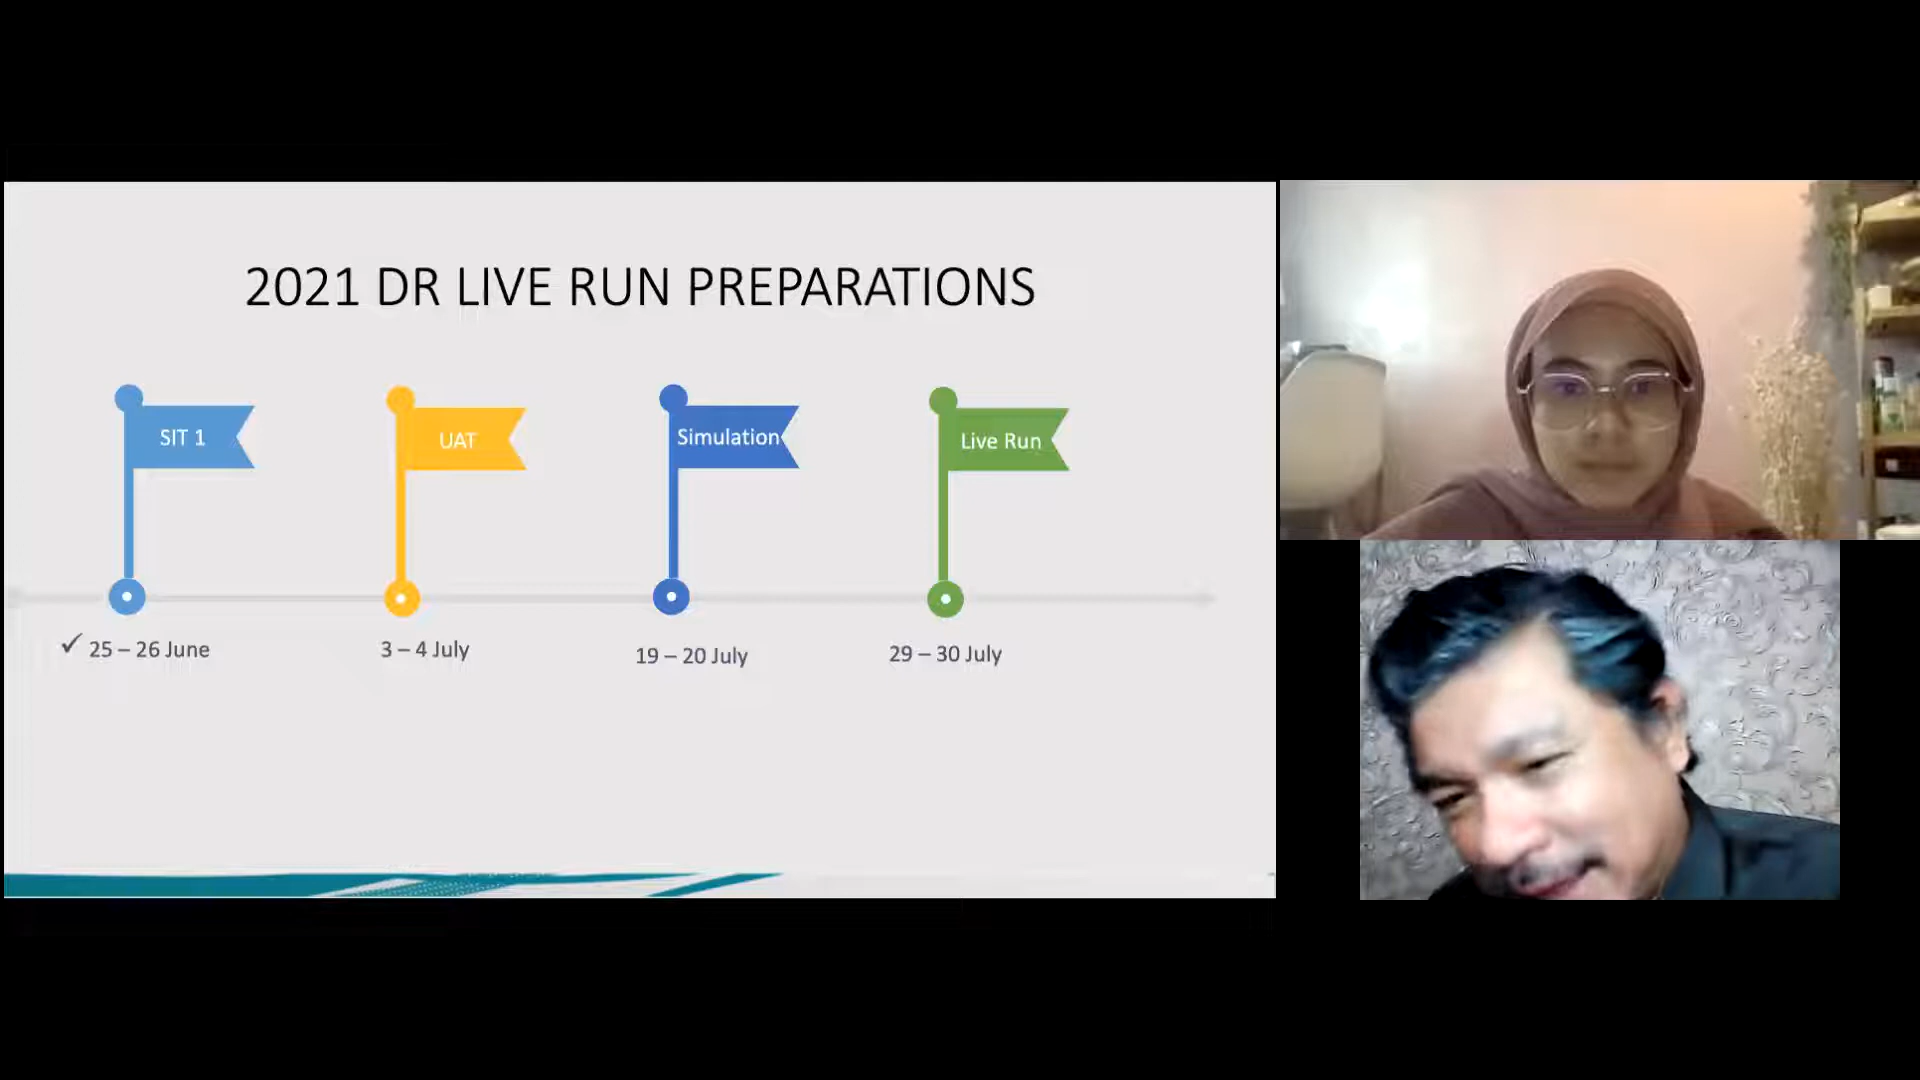 2021 DR LIVE RUN PREPARATIONS
SIT 1
UAT
Simulation
Live Run
✓ 25 – 26 June
3 – 4 July
19 – 20 July
29 – 30 July